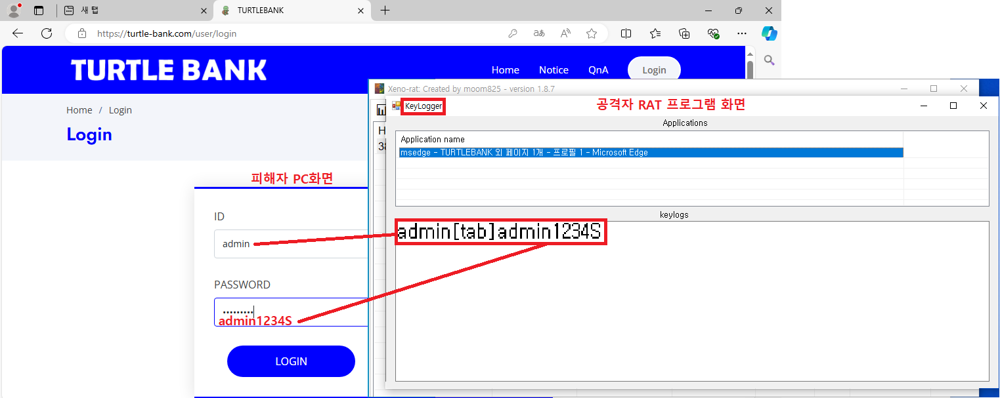 새 탭
TURTLEBANK
https://turtle-bank.com/user/login
TURTLE BANK
Home
Notice
QnA
Login
Home / Login
Login
피해자 PC화면
ID
admin
PASSWORD
•••••••••
admin1234S
LOGIN
Xeno-rat: Created by moom825 - version 1.8.7
KeyLogger
공격자 RAT 프로그램 화면
Applications
Application name
msedge - TURTLEBANK 외 페이지 1개 - 프로필 1 - Microsoft Edge
keylogs
admin[tab]admin1234S